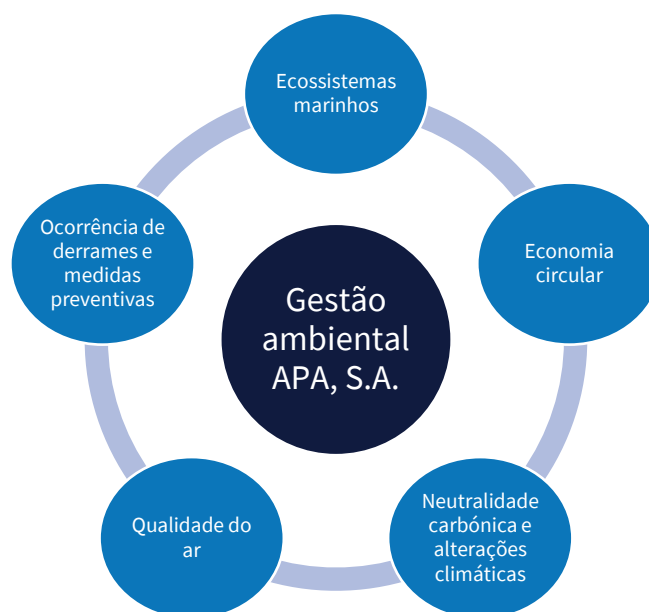 Ecossistemas
marinhos
Economia
circular
Neutralidade
carbónica e
alterações
climáticas
Qualidade do
ar
Ocorrência de
derrames e
medidas
preventivas
Gestão
ambiental
APA, S.A.